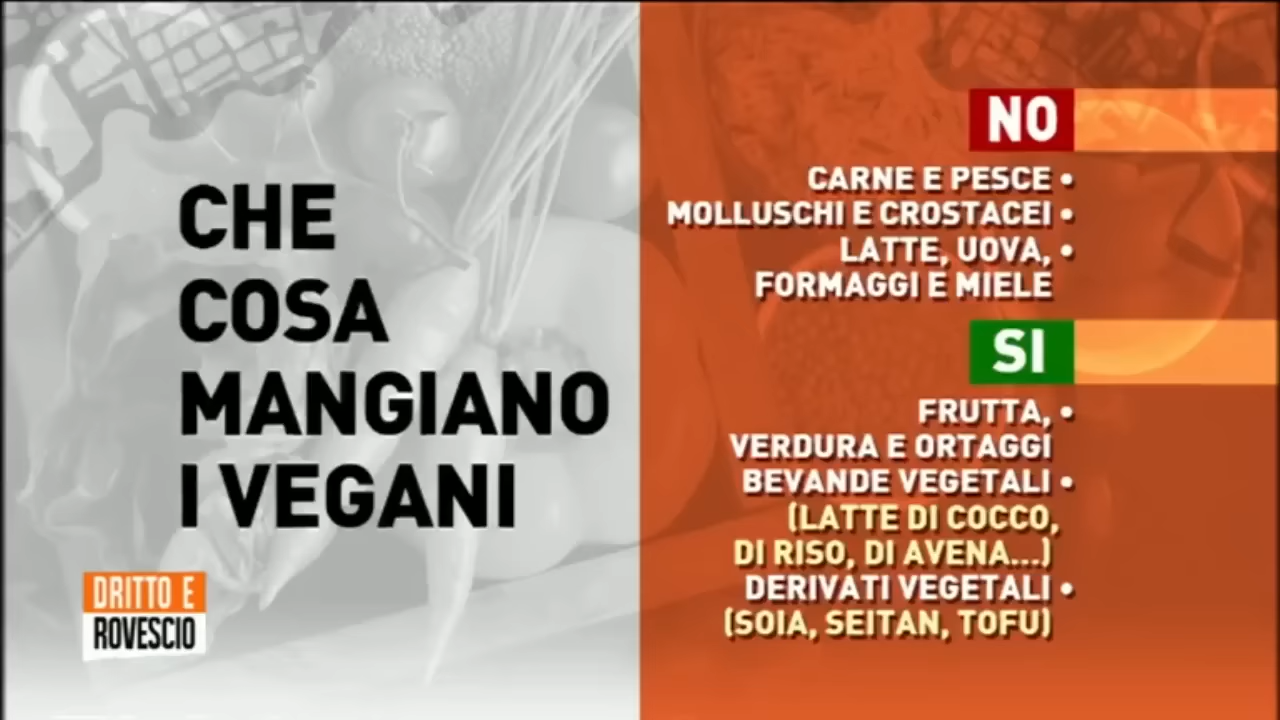 CHE
COSA
MANGIANO
I VEGANI
DRITTO E
ROVESCIO
NO
CARNE E PESCE •
MOLLUSCHI E CROSTACEI •
LATTE, UOVA, •
FORMAGGI E MIELE
SI
FRUTTA, •
VERDURA E ORTAGGI
BEVANDE VEGETALI •
(LATTE DI COCCO,
DI RISO, DI AVENA...)
DERIVATI VEGETALI •
(SOIA, SEITAN, TOFU)